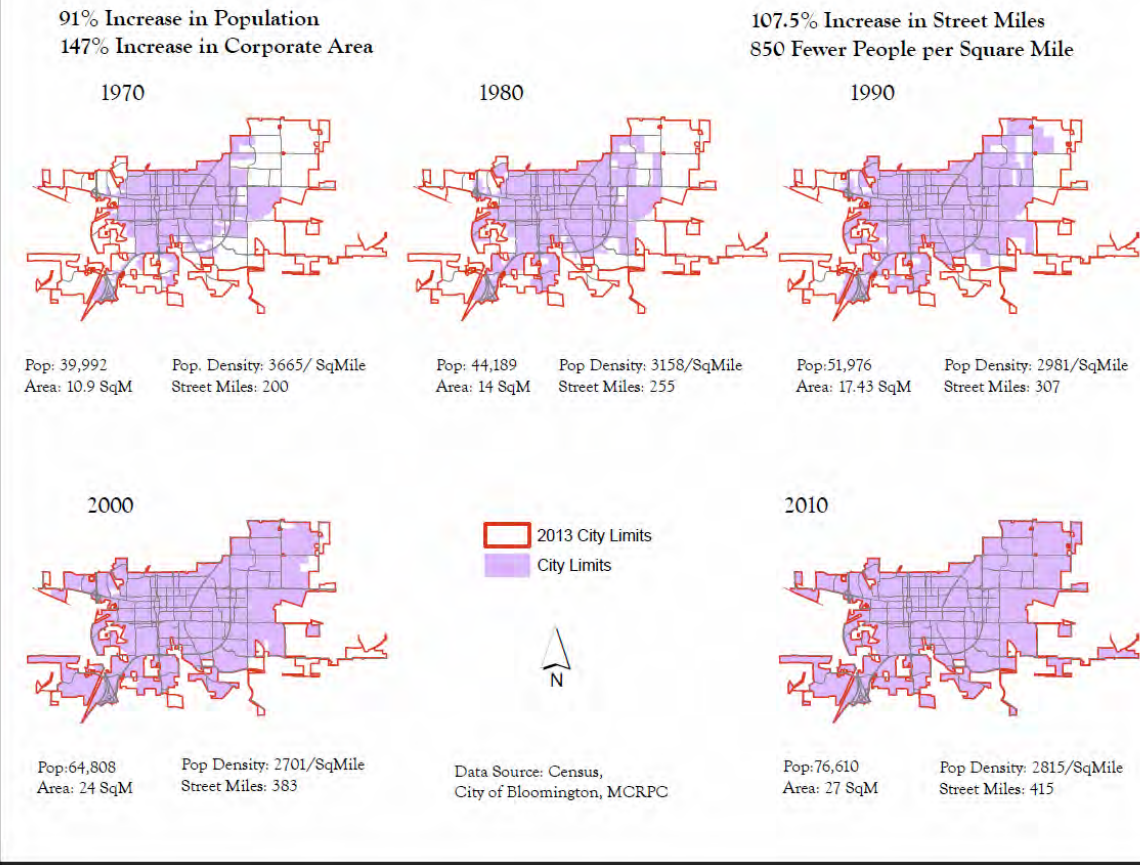 91% Increase in Population
147% Increase in Corporate Area
107.5% Increase in Street Miles
850 Fewer People per Square Mile
1970
1980
1990
Pop: 39,992
Area: 10.9 SqM
Pop. Density: 3665/ SqMile
Street Miles: 200
Pop: 44,189
Area: 14 SqM
Pop Density: 3158/SqMile
Street Miles: 255
Pop:51,976
Area: 17.43 SqM
Pop Density: 2981/SqMile
Street Miles: 307
2000
2010
2013 City Limits
City Limits
N
Pop:64,808
Area: 24 SqM
Pop Density: 2701/SqMile
Street Miles: 383
Data Source: Census,
City of Bloomington, MCRPC
Pop:76,610
Area: 27 SqM
Pop Density: 2815/SqMile
Street Miles: 415